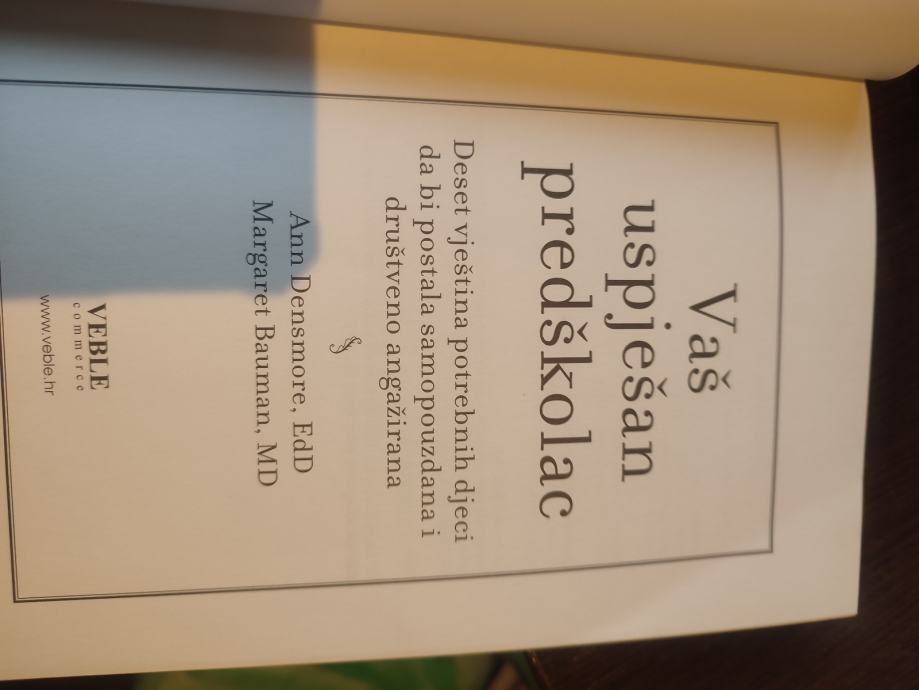 Vaš
uspješan
predškolac
Deset vještina potrebnih djeci
da bi postala samopouzdana i
društveno angažirana
Ann Densmore, EdD
Margaret Bauman, MD
VEBLE
commerce
www.veble.hr